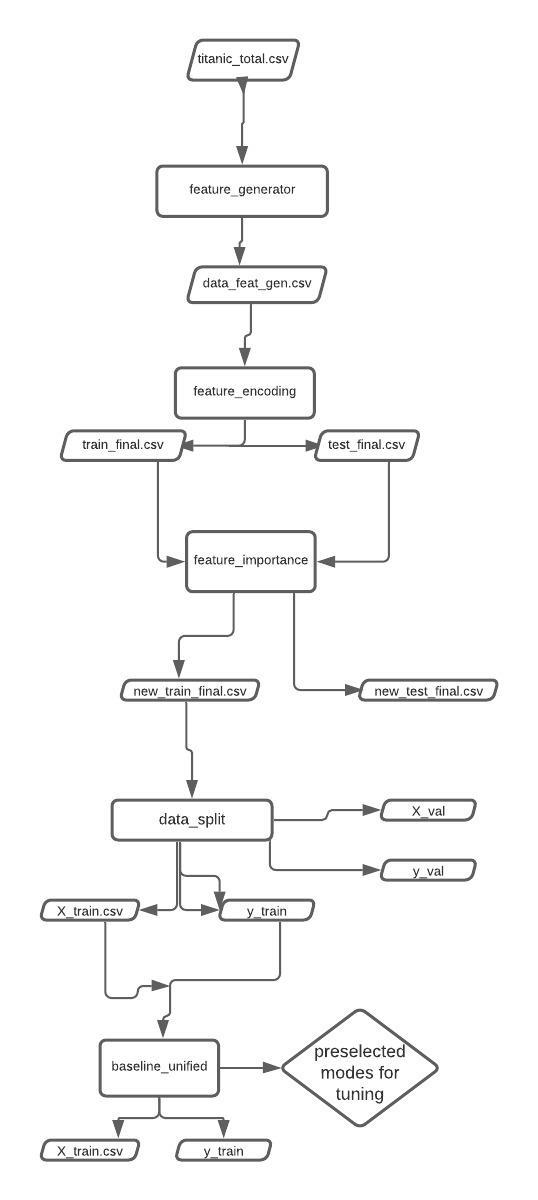 titanic_total.csv
feature_generator
data_feat_gen.csv
feature_encoding
train_final.csv
test_final.csv
feature_importance
new_train_final.csv
new_test_final.csv
data_split
X_val
y_val
X_train.csv
y_train
baseline_unified
preselected
modes for
tuning
X_train.csv
y_train